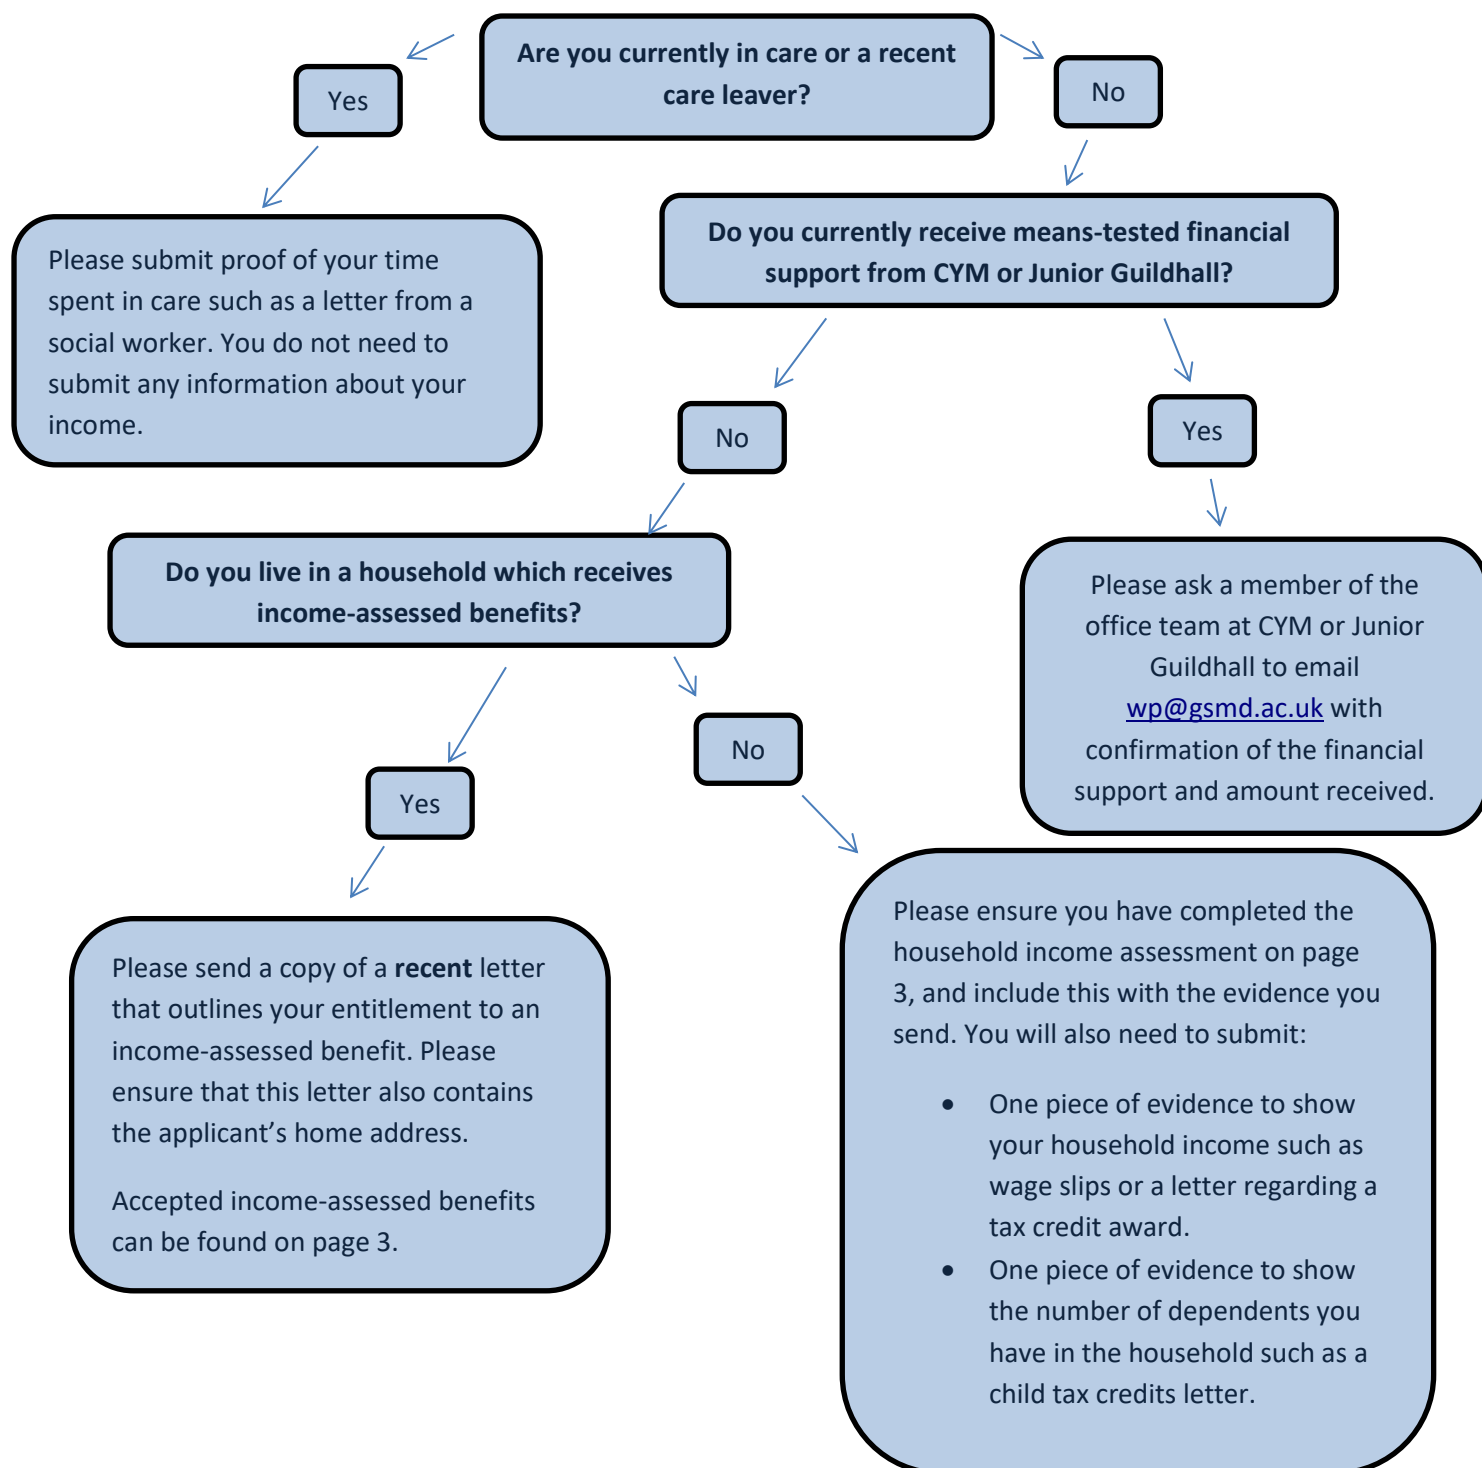 Are you currently in care or a recent
care leaver?
Yes
No
Please submit proof of your time
spent in care such as a letter from a
social worker. You do not need to
submit any information about your
income.
Do you currently receive means-tested financial
support from CYM or Junior Guildhall?
No
Yes
Do you live in a household which receives
income-assessed benefits?
Please ask a member of the
office team at CYM or Junior
Guildhall to email
wp@gsmd.ac.uk with
confirmation of the financial
support and amount received.
Yes
No
Please send a copy of a recent letter
that outlines your entitlement to an
income-assessed benefit. Please
ensure that this letter also contains
the applicant’s home address.
Accepted income-assessed benefits
can be found on page 3.
Please ensure you have completed the
household income assessment on page
3, and include this with the evidence you
send. You will also need to submit:
• One piece of evidence to show
your household income such as
wage slips or a letter regarding a
tax credit award.
• One piece of evidence to show
the number of dependents you
have in the household such as a
child tax credits letter.